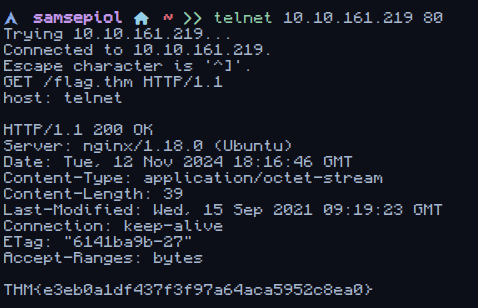 samsepiol ~ >> telnet 10.10.161.219 80
Trying 10.10.161.219...
Connected to 10.10.161.219.
Escape character is '^]'.
GET /flag.thm HTTP/1.1
host: telnet
HTTP/1.1 200 OK
Server: nginx/1.18.0 (Ubuntu)
Date: Tue, 12 Nov 2024 18:16:46 GMT
Content-Type: application/octet-stream
Content-Length: 39
Last-Modified: Wed, 15 Sep 2021 09:19:23 GMT
Connection: keep-alive
ETag: "6141ba9b-27"
Accept-Ranges: bytes
THM{e3eb0a1df437f3f97a64aca5952c8ea0}